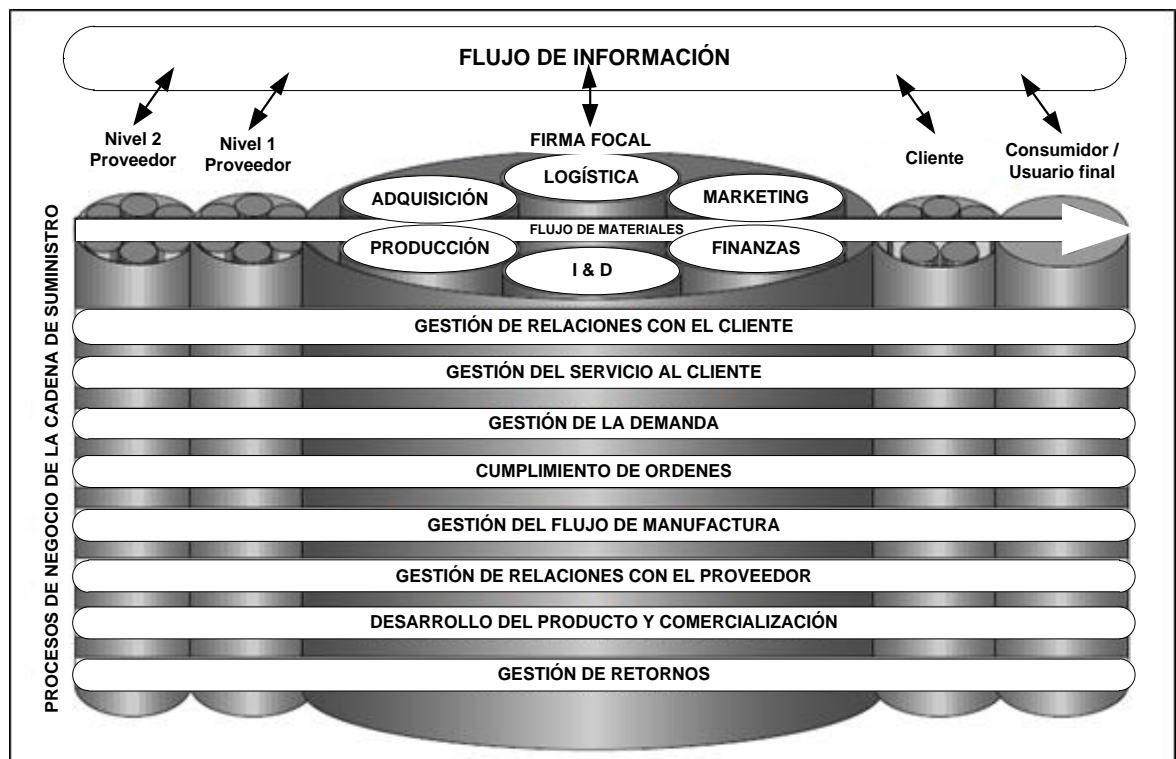 FLUJO DE INFORMACIÓN
Nivel 2
Proveedor
Nivel 1
Proveedor
FIRMA FOCAL
Cliente
Consumidor /
Usuario final
LOGÍSTICA
ADQUISICIÓN
MARKETING
FLUJO DE MATERIALES
PRODUCCIÓN
FINANZAS
I & D
PROCESOS DE NEGOCIO DE LA CADENA DE SUMINISTRO
GESTIÓN DE RELACIONES CON EL CLIENTE
GESTIÓN DEL SERVICIO AL CLIENTE
GESTIÓN DE LA DEMANDA
CUMPLIMIENTO DE ORDENES
GESTIÓN DEL FLUJO DE MANUFACTURA
GESTIÓN DE RELACIONES CON EL PROVEEDOR
DESARROLLO DEL PRODUCTO Y COMERCIALIZACIÓN
GESTIÓN DE RETORNOS